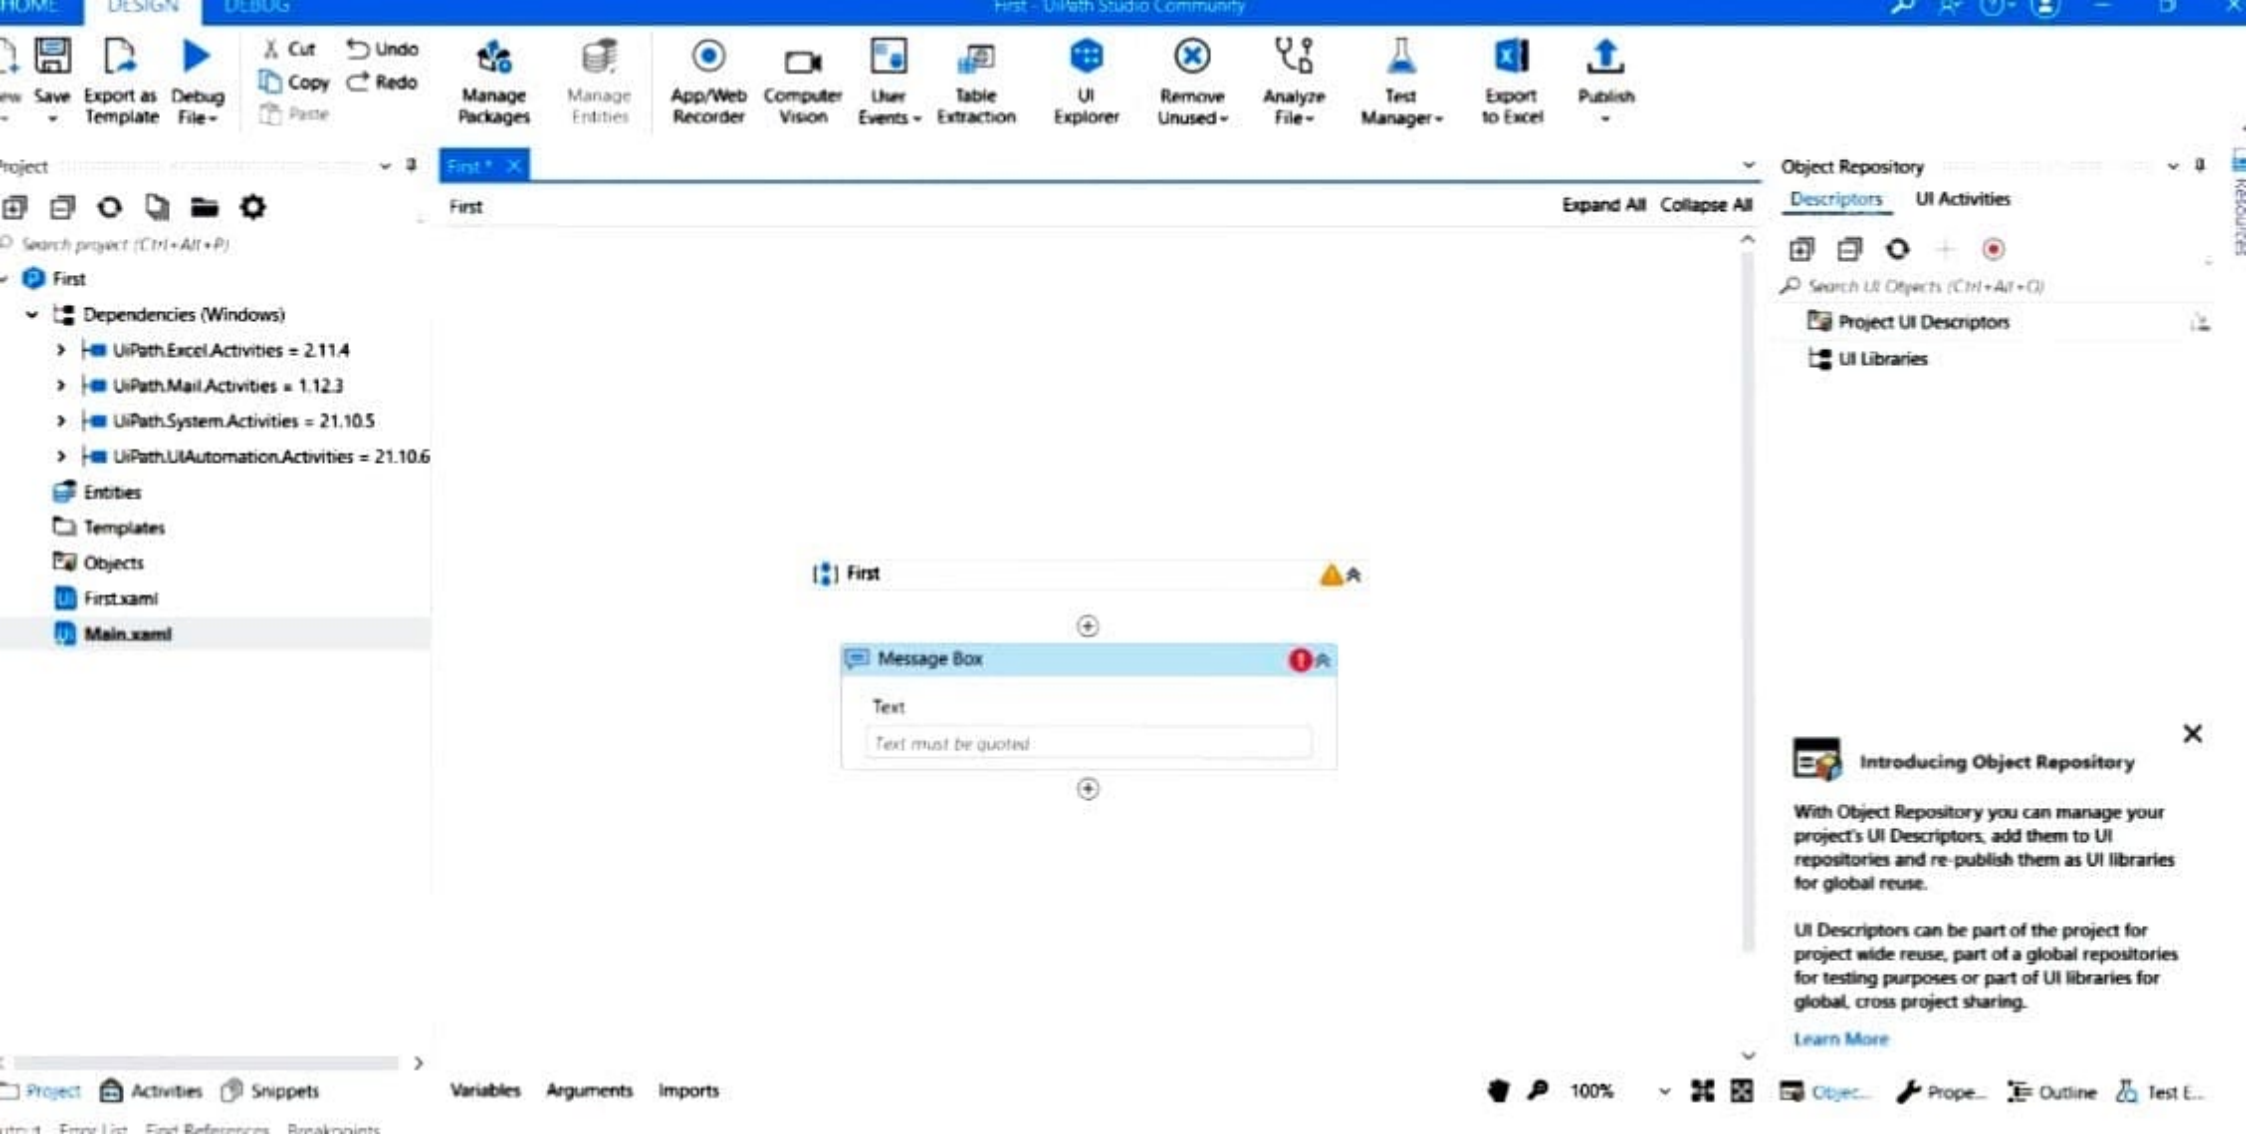 HOME DESIGN DEBUG First - UiPath Studio Community
Save Export as Template Debug File
Cut Undo
Copy Redo
Paste
Manage Packages Manage Entities App/Web Recorder Computer Vision User Events Table Extraction UI Explorer Remove Unused Analyze File Test Manager Export to Excel Publish
Project
Search project (Ctrl+Alt+P)
First
Dependencies (Windows)
UiPath.Excel.Activities = 2.11.4
UiPath.Mail.Activities = 1.12.3
UiPath.System.Activities = 21.10.5
UiPath.UIAutomation.Activities = 21.10.6
Entities
Templates
Objects
First.xaml
Main.xaml
Project Activities Snippets
First *
First Expand All Collapse All
First
Message Box
Text
Text must be quoted
Variables Arguments Imports 100%
Object Repository
Descriptors UI Activities
Search UI Objects (Ctrl+Alt+O)
Project UI Descriptors
UI Libraries
Introducing Object Repository
With Object Repository you can manage your
project's UI Descriptors, add them to UI
repositories and re-publish them as UI libraries
for global reuse.
UI Descriptors can be part of the project for
project wide reuse, part of a global repositories
for testing purposes or part of UI libraries for
global, cross project sharing.
Learn More
Objec... Prope... Outline Test E...
Resources
Error List Find References Breakpoints